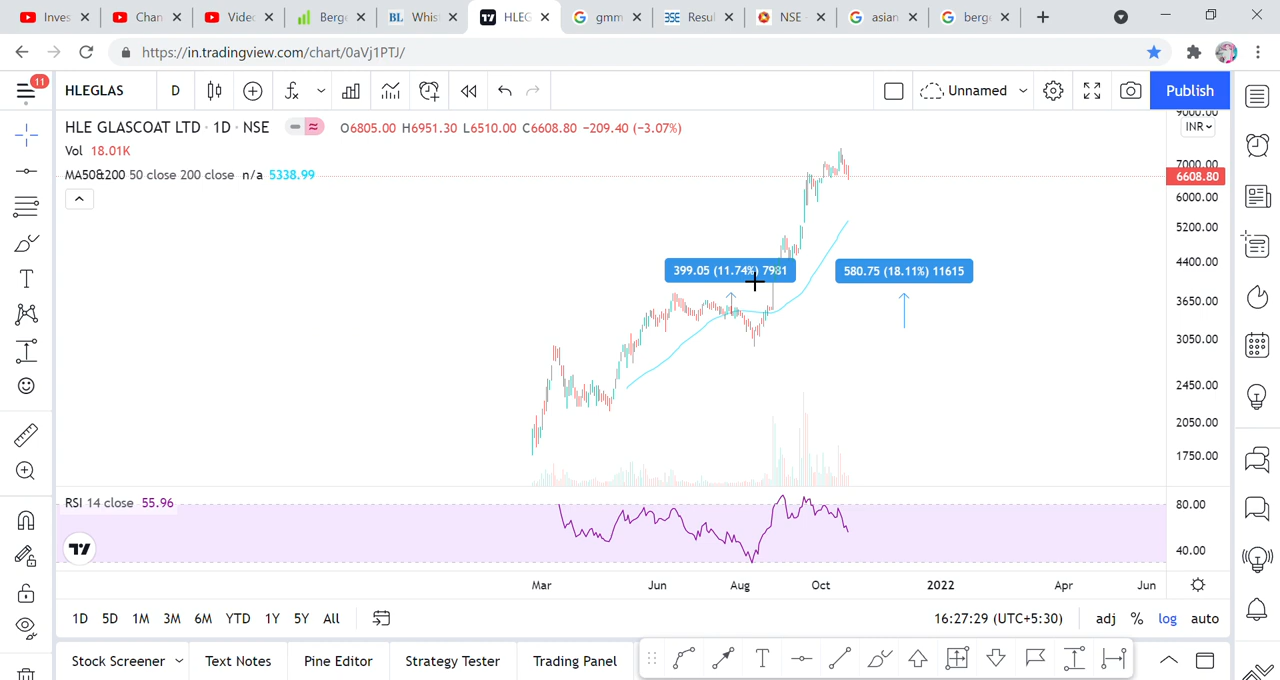 Inves
Chan
Videc
Berge
Whist
HLEG
gmm
Resul
NSE
asian
berge
https://in.tradingview.com/chart/0aVj1PTJ/
11
HLEGLAS
D
Unnamed
Publish
HLE GLASCOAT LTD · 1D · NSE
O6805.00 H6951.30 L6510.00 C6608.80 −209.40 (−3.07%)
Vol 18.01K
MA50&200 50 close 200 close n/a 5338.99
9000.00
INR
7000.00
6608.80
6000.00
5200.00
4400.00
3650.00
3050.00
2450.00
2050.00
1750.00
399.05 (11.74%) 7981
580.75 (18.11%) 11615
RSI 14 close 55.96
80.00
40.00
Mar Jun Aug Oct 2022 Apr Jun
1D 5D 1M 3M 6M YTD 1Y 5Y All
16:27:29 (UTC+5:30)
adj % log auto
Stock Screener
Text Notes
Pine Editor
Strategy Tester
Trading Panel